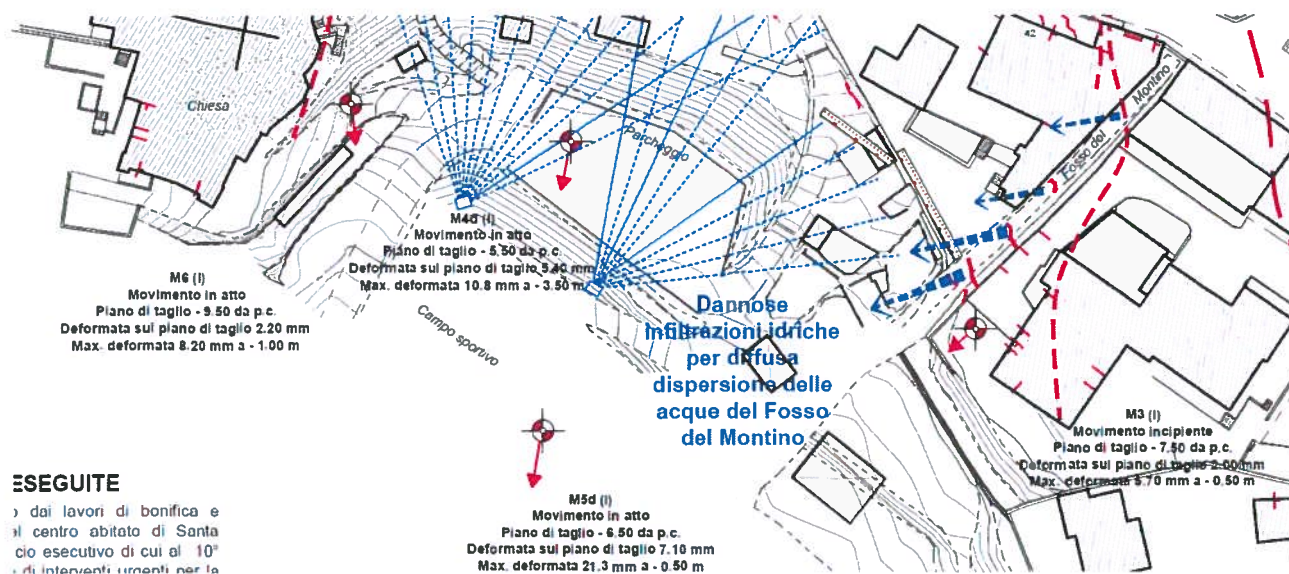 Chiesa
Parcheggio
Fosso del Montino
Campo sportivo
M4d (I)
Movimento in atto
Piano di taglio - 5,50 da p.c.
Deformata sul piano di taglio 5.40 mm
Max. deformata 10.8 mm a - 3.50 m
M6 (I)
Movimento in atto
Piano di taglio - 9.50 da p.c.
Deformata sul piano di taglio 2.20 mm
Max. deformata 8.20 mm a - 1.00 m
Dannose
infiltrazioni idriche
per diffusa
dispersione delle
acque del Fosso
del Montino
M3 (I)
Movimento incipiente
Piano di taglio - 7.50 da p.c.
Deformata sul piano di taglio 2.00 mm
Max. deformata 5.70 mm a - 0,50 m
M5d (I)
Movimento in atto
Piano di taglio - 6,50 da p.c.
Deformata sul piano di taglio 7.10 mm
Max. deformata 21.3 mm a - 0.50 m
ESEGUITE
dai lavori di bonifica e
centro abitato di Santa
cio esecutivo di cui al 10°
di interventi urgenti per la